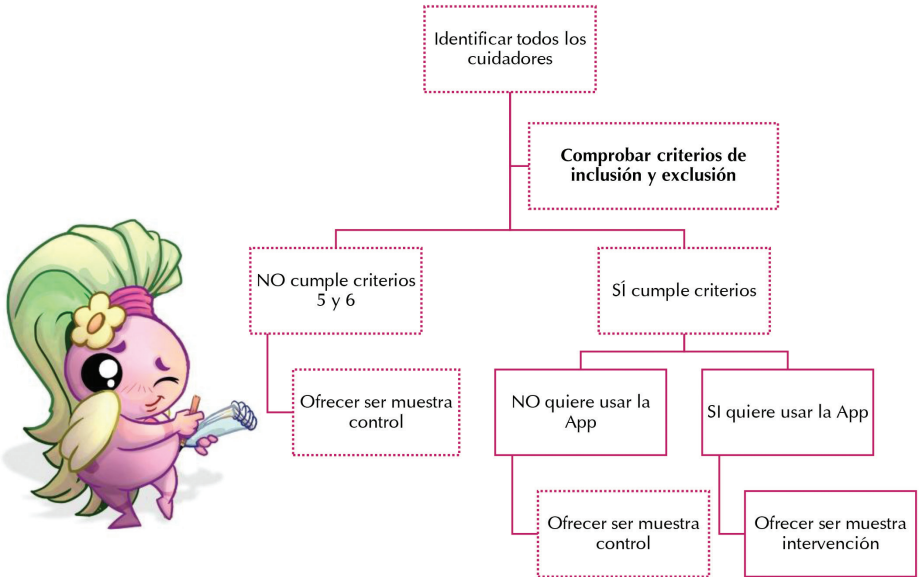 Identificar todos los
cuidadores
Comprobar criterios de
inclusión y exclusión
NO cumple criterios
5 y 6
SÍ cumple criterios
Ofrecer ser muestra
control
NO quiere usar la
App
SI quiere usar la App
Ofrecer ser muestra
control
Ofrecer ser muestra
intervención